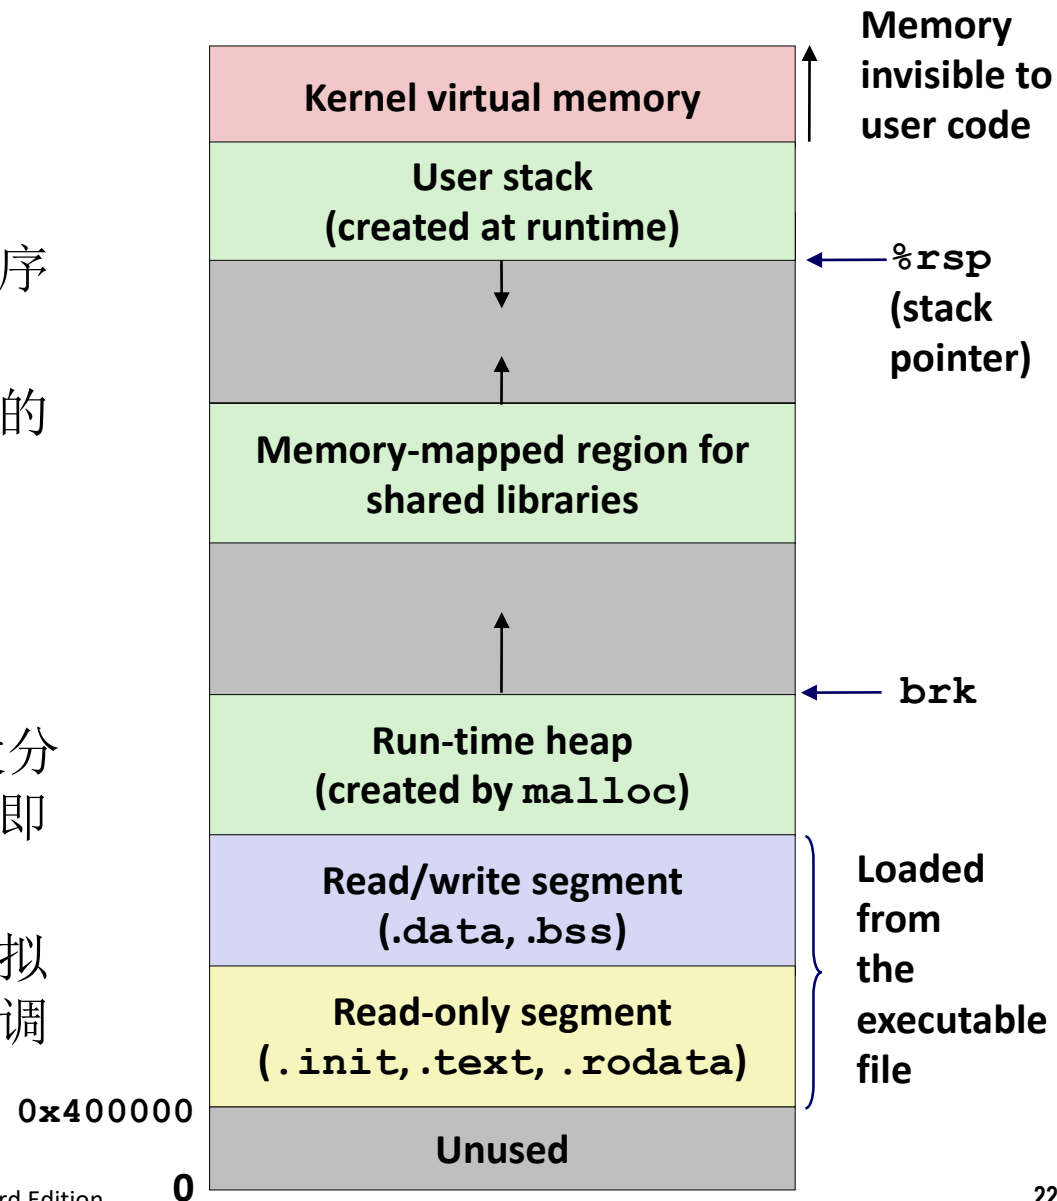 Memory
invisible to
user code
Kernel virtual memory
User stack
(created at runtime)
%rsp
(stack
pointer)
序
的
Memory-mapped region for
shared libraries
brk
Run-time heap
(created by malloc)
分
即
Read/write segment
(.data, .bss)
Loaded
from
the
executable
file
拟
调
Read-only segment
(.init, .text, .rodata)
0x400000
Unused
0
rd Edition
22